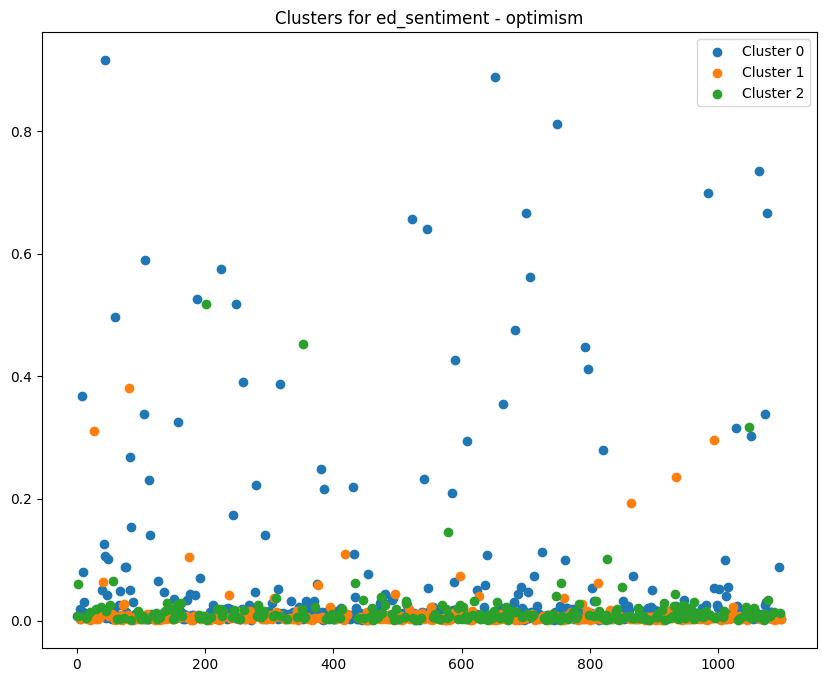 Clusters for ed_sentiment - optimism
Cluster 0
Cluster 1
Cluster 2
0.8
0.6
0.4
0.2
0.0
0 200 400 600 800 1000